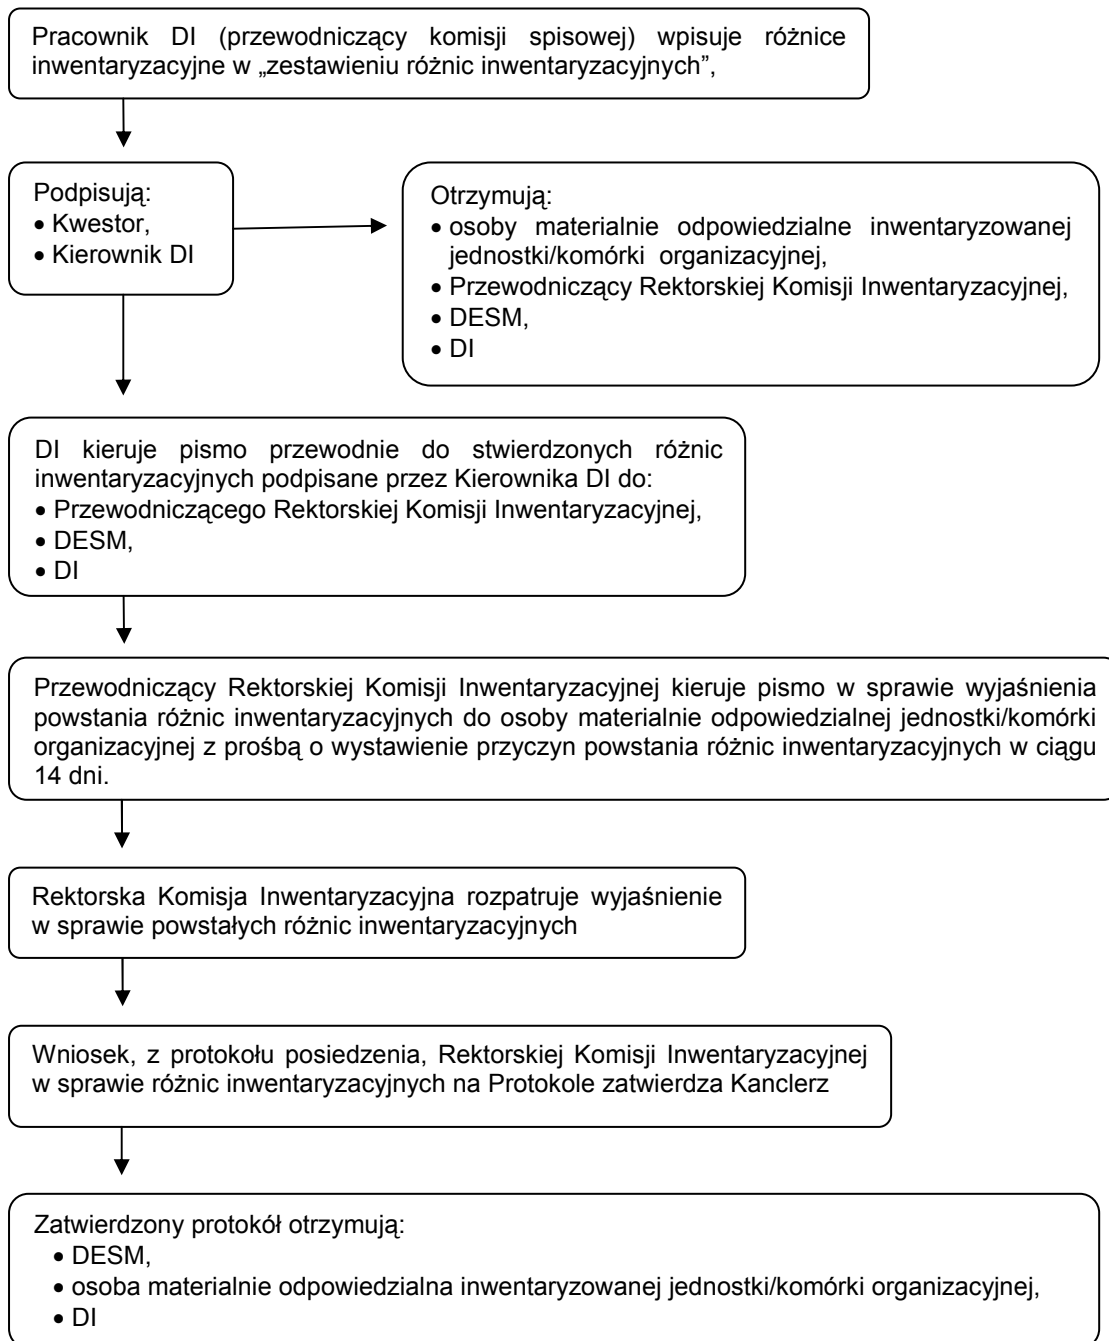 Pracownik DI (przewodniczący komisji spisowej) wpisuje różnice
inwentaryzacyjne w „zestawieniu różnic inwentaryzacyjnych”,
Podpisują:
• Kwestor,
• Kierownik DI
Otrzymują:
• osoby materialnie odpowiedzialne inwentaryzowanej
jednostki/komórki organizacyjnej,
• Przewodniczący Rektorskiej Komisji Inwentaryzacyjnej,
• DESM,
• DI
DI kieruje pismo przewodnie do stwierdzonych różnic
inwentaryzacyjnych podpisane przez Kierownika DI do:
• Przewodniczącego Rektorskiej Komisji Inwentaryzacyjnej,
• DESM,
• DI
Przewodniczący Rektorskiej Komisji Inwentaryzacyjnej kieruje pismo w sprawie wyjaśnienia
powstania różnic inwentaryzacyjnych do osoby materialnie odpowiedzialnej jednostki/komórki
organizacyjnej z prośbą o wystawienie przyczyn powstania różnic inwentaryzacyjnych w ciągu
14 dni.
Rektorska Komisja Inwentaryzacyjna rozpatruje wyjaśnienie
w sprawie powstałych różnic inwentaryzacyjnych
Wniosek, z protokołu posiedzenia, Rektorskiej Komisji Inwentaryzacyjnej
w sprawie różnic inwentaryzacyjnych na Protokole zatwierdza Kanclerz
Zatwierdzony protokół otrzymują:
• DESM,
• osoba materialnie odpowiedzialna inwentaryzowanej jednostki/komórki organizacyjnej,
• DI